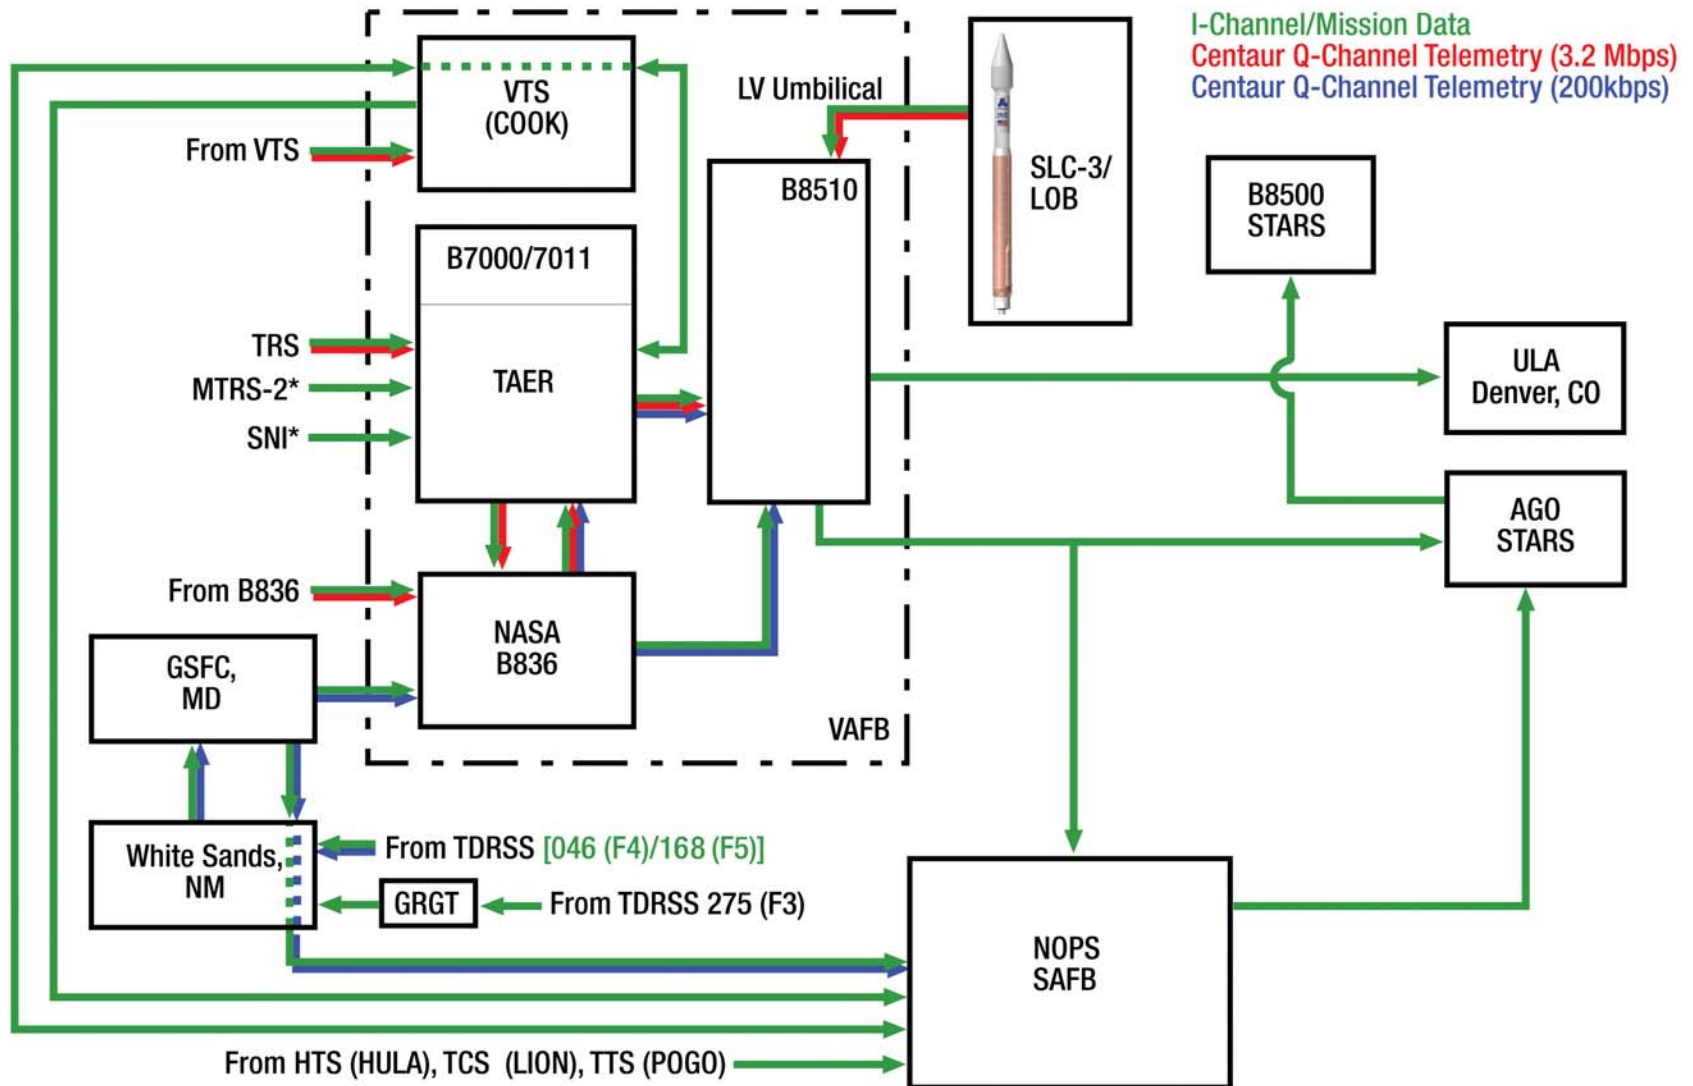 I-Channel/Mission Data
Centaur Q-Channel Telemetry (3.2 Mbps)
Centaur Q-Channel Telemetry (200kbps)
VTS
(COOK)
LV Umbilical
From VTS
B8510
SLC-3/
LOB
B8500
STARS
B7000/7011
TAER
TRS
MTRS-2*
SNI*
ULA
Denver, CO
AGO
STARS
From B836
NASA
B836
GSFC,
MD
VAFB
White Sands,
NM
From TDRSS [046 (F4)/168 (F5)]
GRGT
From TDRSS 275 (F3)
NOPS
SAFB
From HTS (HULA), TCS (LION), TTS (POGO)